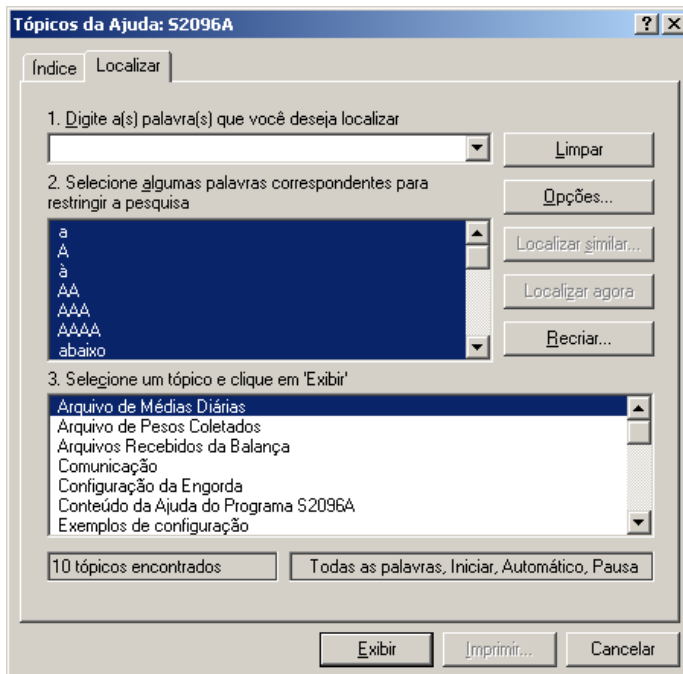 Tópicos da Ajuda: S2096A
Índice
Localizar
1. Digite a(s) palavra(s) que você deseja localizar
Limpar
2. Selecione algumas palavras correspondentes para
restringir a pesquisa
Opções...
a
A
à
AA
AAA
AAAA
abaixo
Localizar similar...
Localizar agora
Recriar...
3. Selecione um tópico e clique em 'Exibir'
Arquivo de Médias Diárias
Arquivo de Pesos Coletados
Arquivos Recebidos da Balança
Comunicação
Configuração da Engorda
Conteúdo da Ajuda do Programa S2096A
Exemplos de configuração
10 tópicos encontrados
Todas as palavras, Iniciar, Automático, Pausa
Exibir
Imprimir...
Cancelar